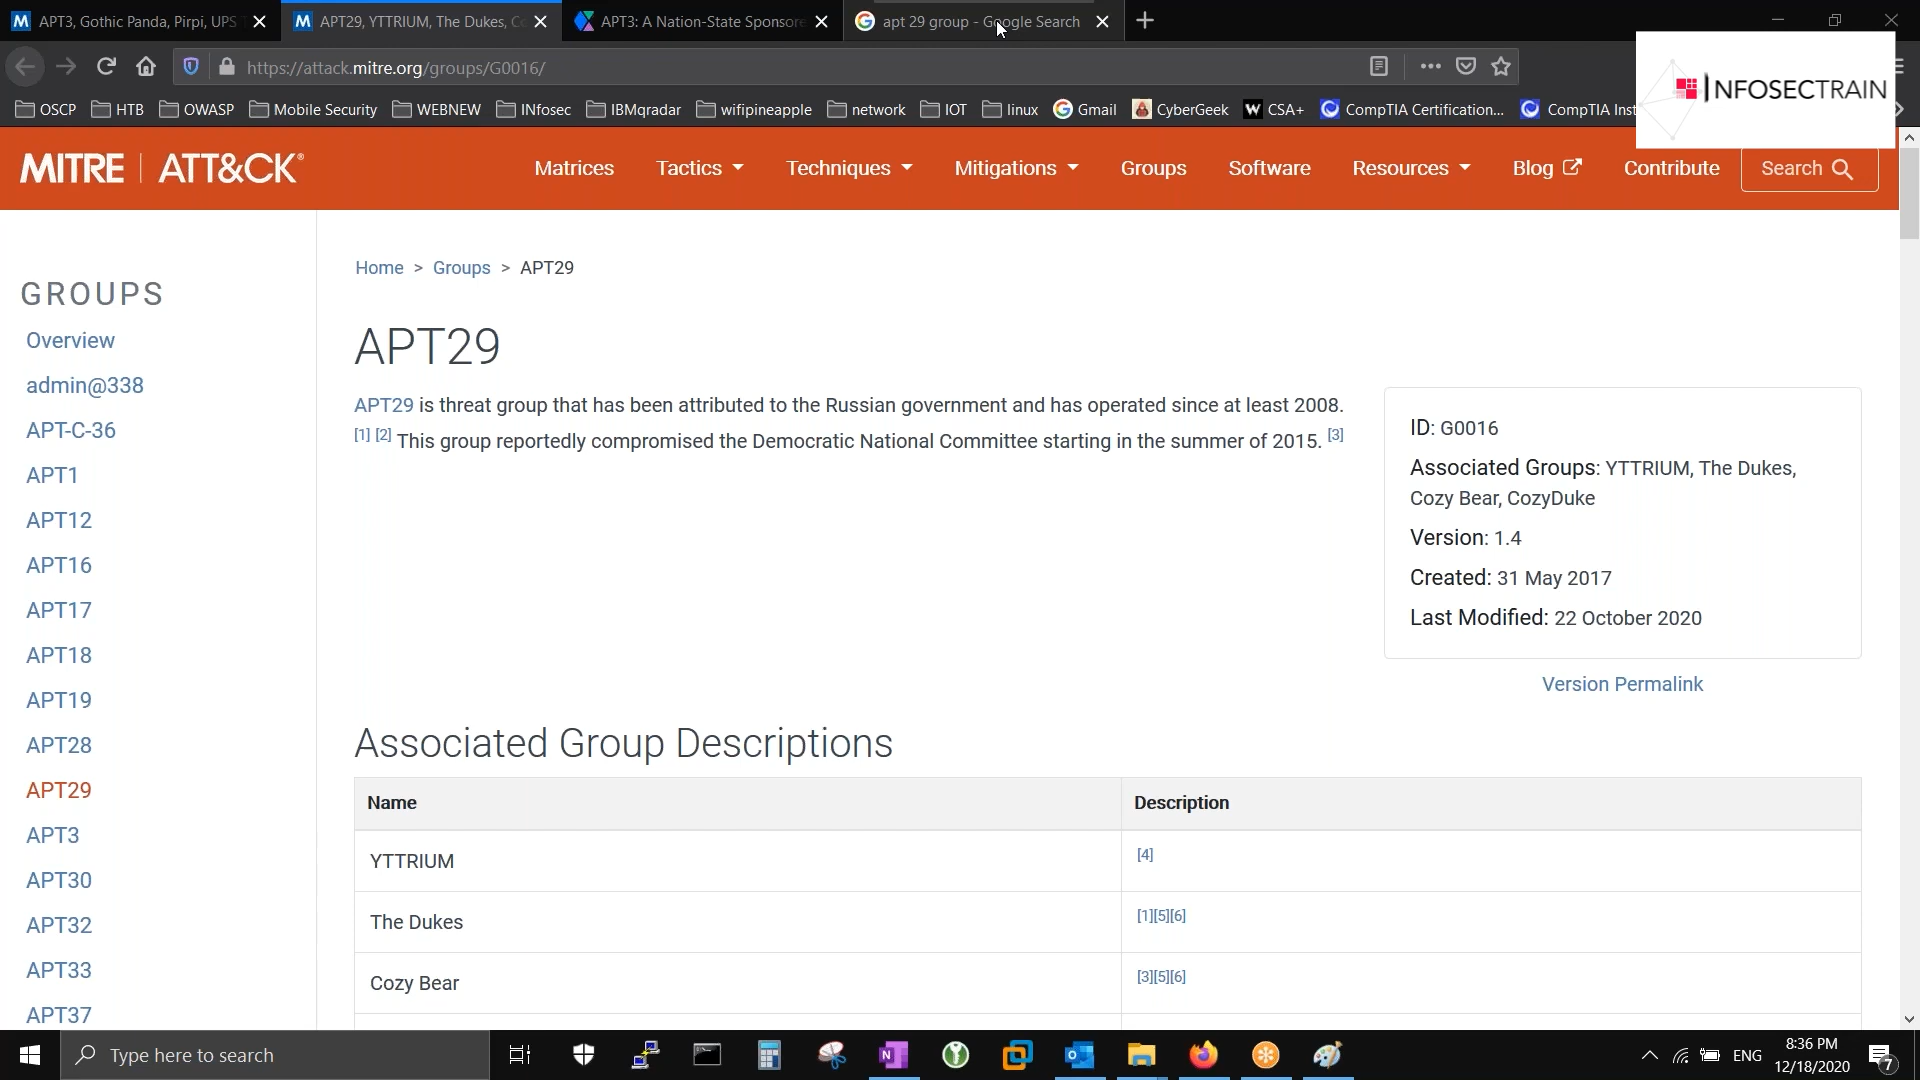 APT3, Gothic Panda, Pirpi, UPS T
APT29, YTTRIUM, The Dukes, Co
APT3: A Nation-State Sponsore
apt 29 group - Google Search
https://attack.mitre.org/groups/G0016/
OSCP
HTB
OWASP
Mobile Security
WEBNEW
INfosec
IBMqradar
wifipineapple
network
IOT
linux
Gmail
CyberGeek
CSA+
CompTIA Certification...
CompTIA Inst
INFOSECTRAIN
MITRE | ATT&CK®
Matrices
Tactics
Techniques
Mitigations
Groups
Software
Resources
Blog
Contribute
Search
GROUPS
Overview
admin@338
APT-C-36
APT1
APT12
APT16
APT17
APT18
APT19
APT28
APT29
APT3
APT30
APT32
APT33
APT37
Home > Groups > APT29
APT29
APT29 is threat group that has been attributed to the Russian government and has operated since at least 2008.
[1] [2] This group reportedly compromised the Democratic National Committee starting in the summer of 2015. [3]
ID: G0016
Associated Groups: YTTRIUM, The Dukes,
Cozy Bear, CozyDuke
Version: 1.4
Created: 31 May 2017
Last Modified: 22 October 2020
Version Permalink
Associated Group Descriptions
Name Description
YTTRIUM [4]
The Dukes [1][5][6]
Cozy Bear [3][5][6]
Type here to search
ENG
8:36 PM
12/18/2020
7